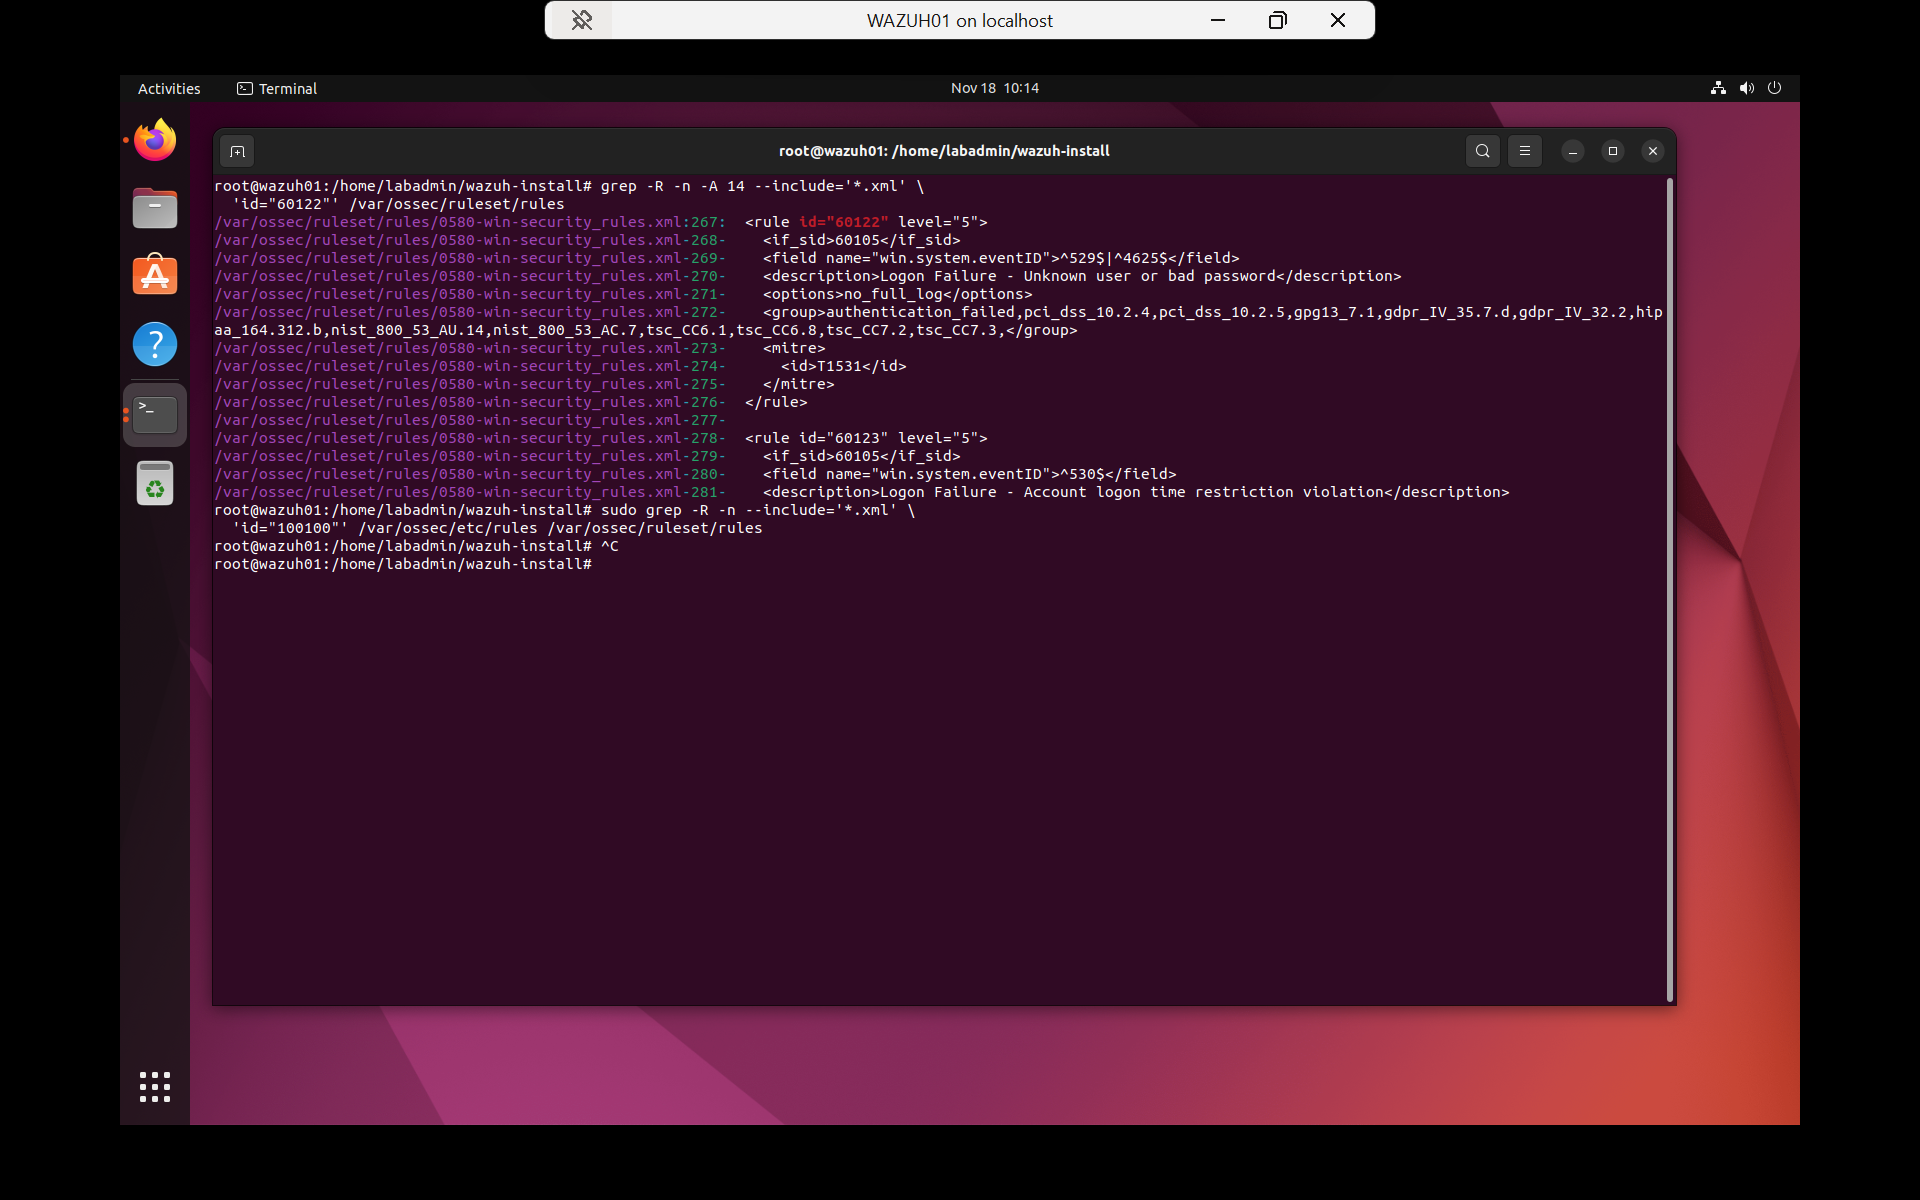 WAZUH01 on localhost
Activities
Terminal
Nov 18 10:14
root@wazuh01: /home/labadmin/wazuh-install
root@wazuh01:/home/labadmin/wazuh-install# grep -R -n -A 14 --include='*.xml' \
  'id="60122"' /var/ossec/ruleset/rules
/var/ossec/ruleset/rules/0580-win-security_rules.xml:267:  <rule id="60122" level="5">
/var/ossec/ruleset/rules/0580-win-security_rules.xml-268-    <if_sid>60105</if_sid>
/var/ossec/ruleset/rules/0580-win-security_rules.xml-269-    <field name="win.system.eventID">^529$|^4625$</field>
/var/ossec/ruleset/rules/0580-win-security_rules.xml-270-    <description>Logon Failure - Unknown user or bad password</description>
/var/ossec/ruleset/rules/0580-win-security_rules.xml-271-    <options>no_full_log</options>
/var/ossec/ruleset/rules/0580-win-security_rules.xml-272-    <group>authentication_failed,pci_dss_10.2.4,pci_dss_10.2.5,gpg13_7.1,gdpr_IV_35.7.d,gdpr_IV_32.2,hip
aa_164.312.b,nist_800_53_AU.14,nist_800_53_AC.7,tsc_CC6.1,tsc_CC6.8,tsc_CC7.2,tsc_CC7.3,</group>
/var/ossec/ruleset/rules/0580-win-security_rules.xml-273-    <mitre>
/var/ossec/ruleset/rules/0580-win-security_rules.xml-274-      <id>T1531</id>
/var/ossec/ruleset/rules/0580-win-security_rules.xml-275-    </mitre>
/var/ossec/ruleset/rules/0580-win-security_rules.xml-276-  </rule>
/var/ossec/ruleset/rules/0580-win-security_rules.xml-277-
/var/ossec/ruleset/rules/0580-win-security_rules.xml-278-  <rule id="60123" level="5">
/var/ossec/ruleset/rules/0580-win-security_rules.xml-279-    <if_sid>60105</if_sid>
/var/ossec/ruleset/rules/0580-win-security_rules.xml-280-    <field name="win.system.eventID">^530$</field>
/var/ossec/ruleset/rules/0580-win-security_rules.xml-281-    <description>Logon Failure - Account logon time restriction violation</description>
root@wazuh01:/home/labadmin/wazuh-install# sudo grep -R -n --include='*.xml' \
  'id="100100"' /var/ossec/etc/rules /var/ossec/ruleset/rules
root@wazuh01:/home/labadmin/wazuh-install# ^C
root@wazuh01:/home/labadmin/wazuh-install#